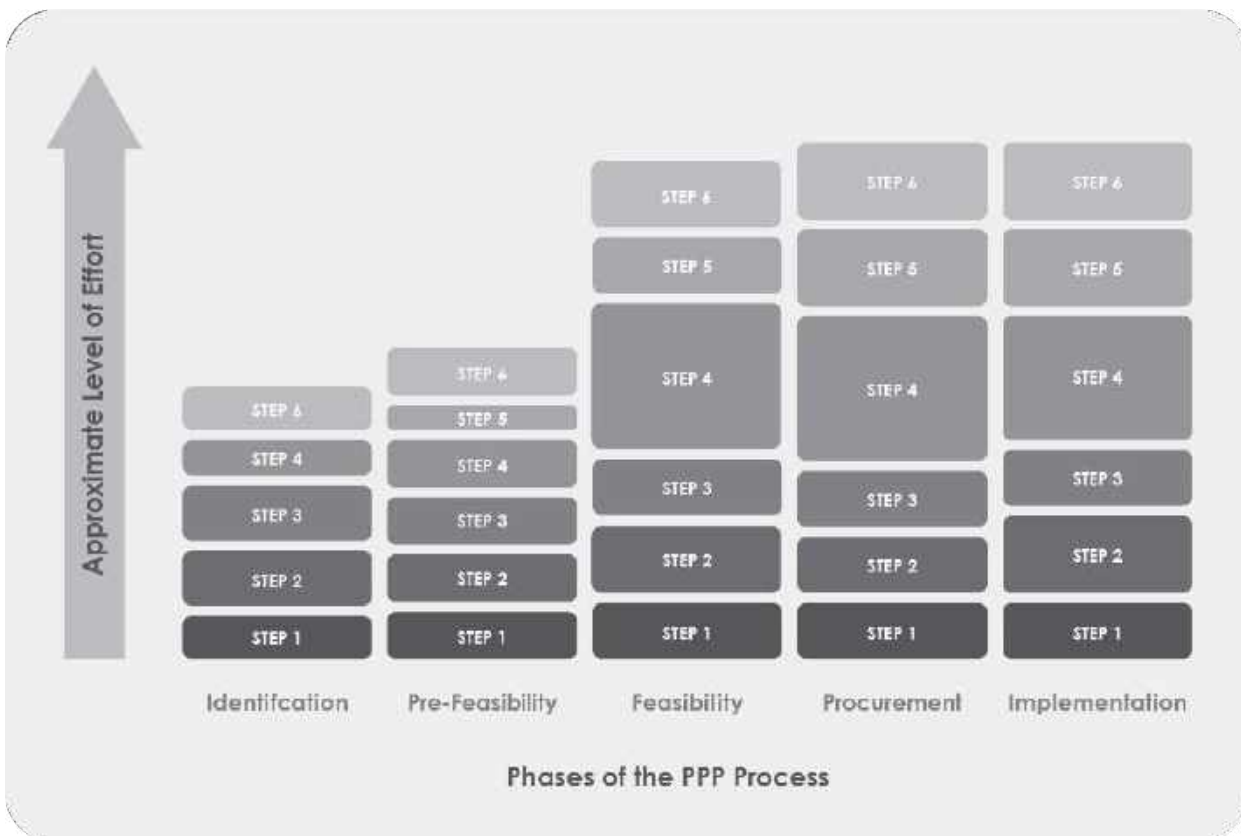 Approximate Level of Effort
STEP 6
STEP 4
STEP 3
STEP 2
STEP 1
Identifcation
STEP 6
STEP 5
STEP 4
STEP 3
STEP 2
STEP 1
Pre-Feasibility
STEP 6
STEP 5
STEP 4
STEP 3
STEP 2
STEP 1
Feasibility
STEP 6
STEP 5
STEP 4
STEP 3
STEP 2
STEP 1
Procurement
STEP 6
STEP 5
STEP 4
STEP 3
STEP 2
STEP 1
Implementation
Phases of the PPP Process